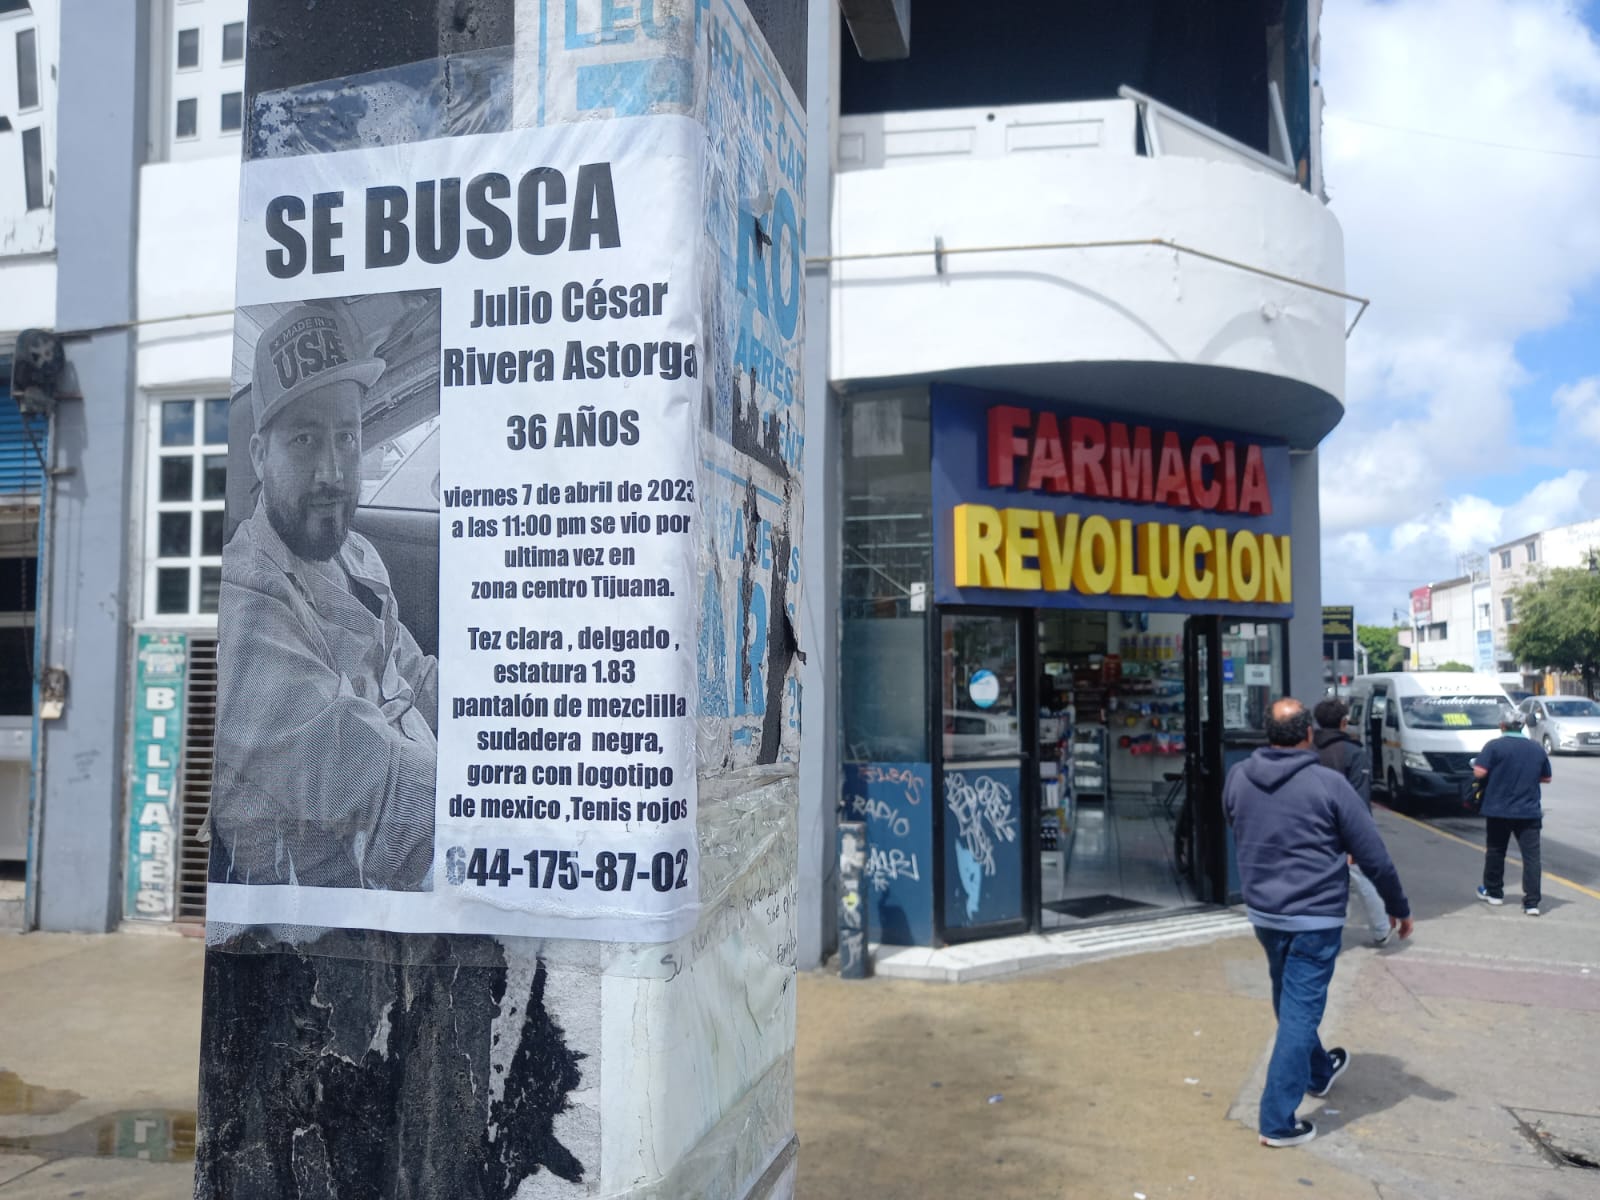 SE BUSCA
MADE IN
USA
Julio César
Rivera Astorga
36 AÑOS
viernes 7 de abril de 2023
a las 11:00 pm se vio por
ultima vez en
zona centro Tijuana.
Tez clara , delgado ,
estatura 1.83
pantalón de mezclilla
sudadera negra,
gorra con logotipo
de mexico ,Tenis rojos
644-175-87-02
FARMACIA
REVOLUCION
BILLARES
RADIO